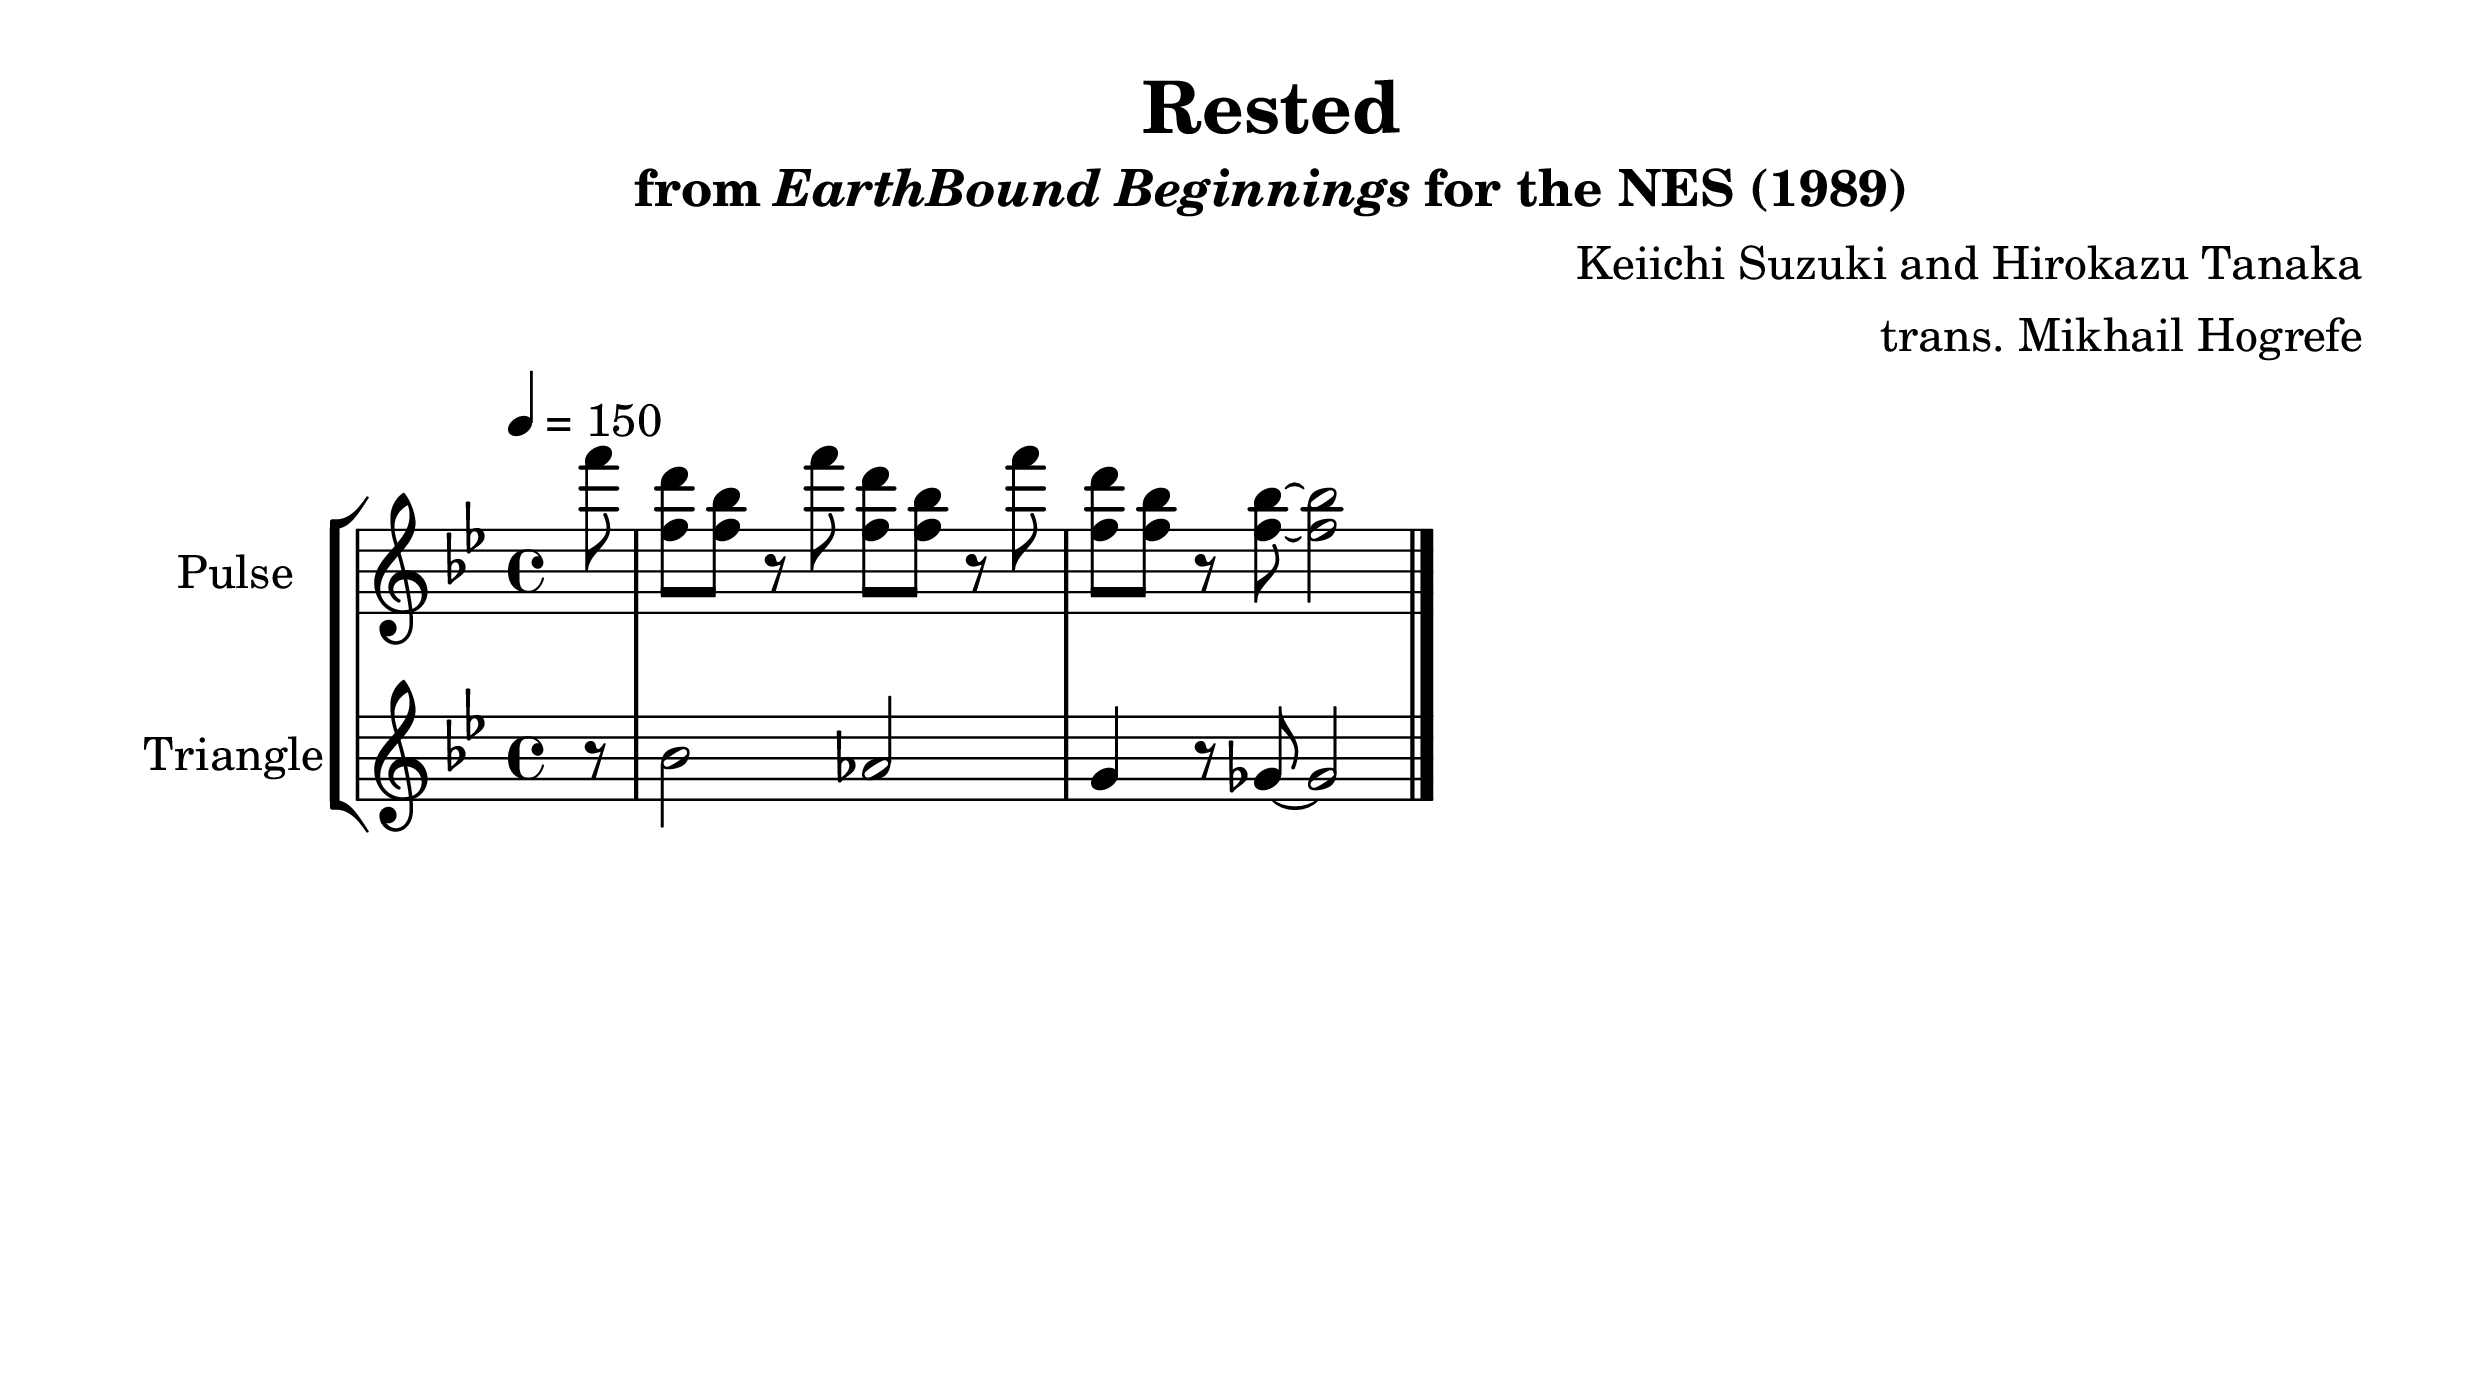 Rested
from EarthBound Beginnings for the NES (1989)
Keiichi Suzuki and Hirokazu Tanaka
trans. Mikhail Hogrefe
= 150
Pulse
Triangle